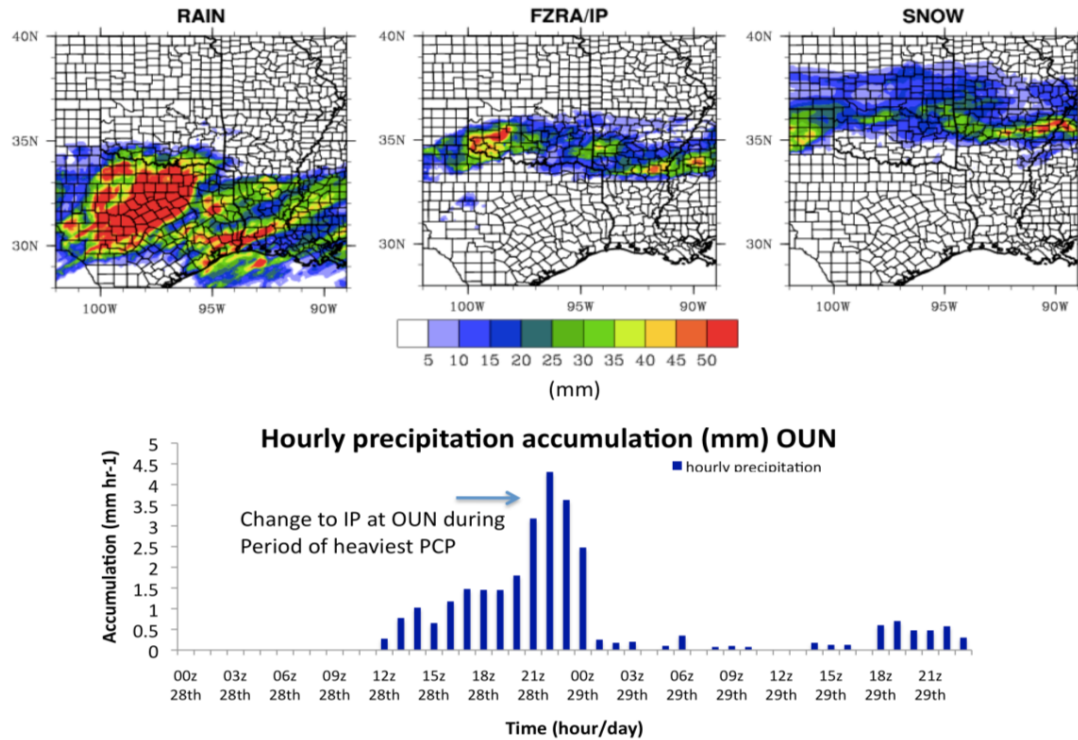 RAIN FZRA/IP SNOW
40N 40N 40N
35N 35N 35N
30N 30N 30N
100W 95W 90W 100W 95W 90W 100W 95W 90W
5 10 15 20 25 30 35 40 45 50
(mm)
Hourly precipitation accumulation (mm) OUN
hourly precipitation
Accumulation (mm hr-1)
5
4.5
4
3.5
3
2.5
2
1.5
1
0.5
0
Change to IP at OUN during
Period of heaviest PCP
00z 03z 06z 09z 12z 15z 18z 21z 00z 03z 06z 09z 12z 15z 18z 21z
28th 28th 28th 28th 28th 28th 28th 28th 29th 29th 29th 29th 29th 29th 29th 29th
Time (hour/day)